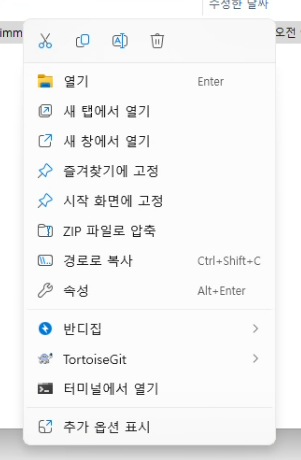 수정한 날짜
imm
오전
열기 Enter
새 탭에서 열기
새 창에서 열기
즐겨찾기에 고정
시작 화면에 고정
ZIP 파일로 압축
경로로 복사 Ctrl+Shift+C
속성 Alt+Enter
반디집
TortoiseGit
터미널에서 열기
추가 옵션 표시